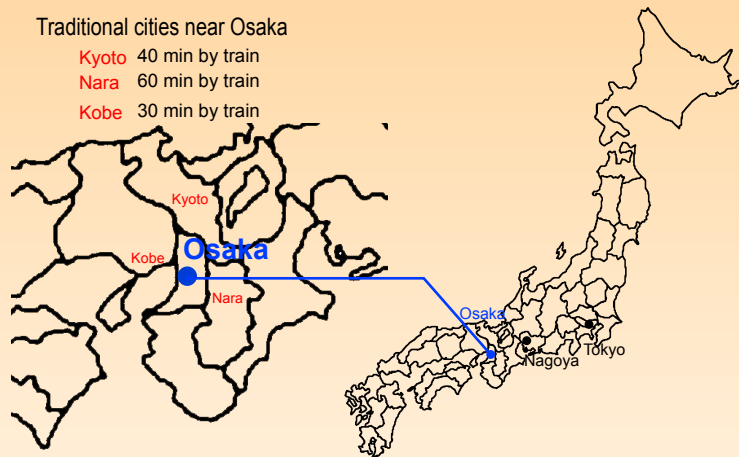 Traditional cities near Osaka
Kyoto 40 min by train
Nara 60 min by train
Kobe 30 min by train
Kyoto
Osaka
Kobe
Nara
Osaka
Tokyo
Nagoya